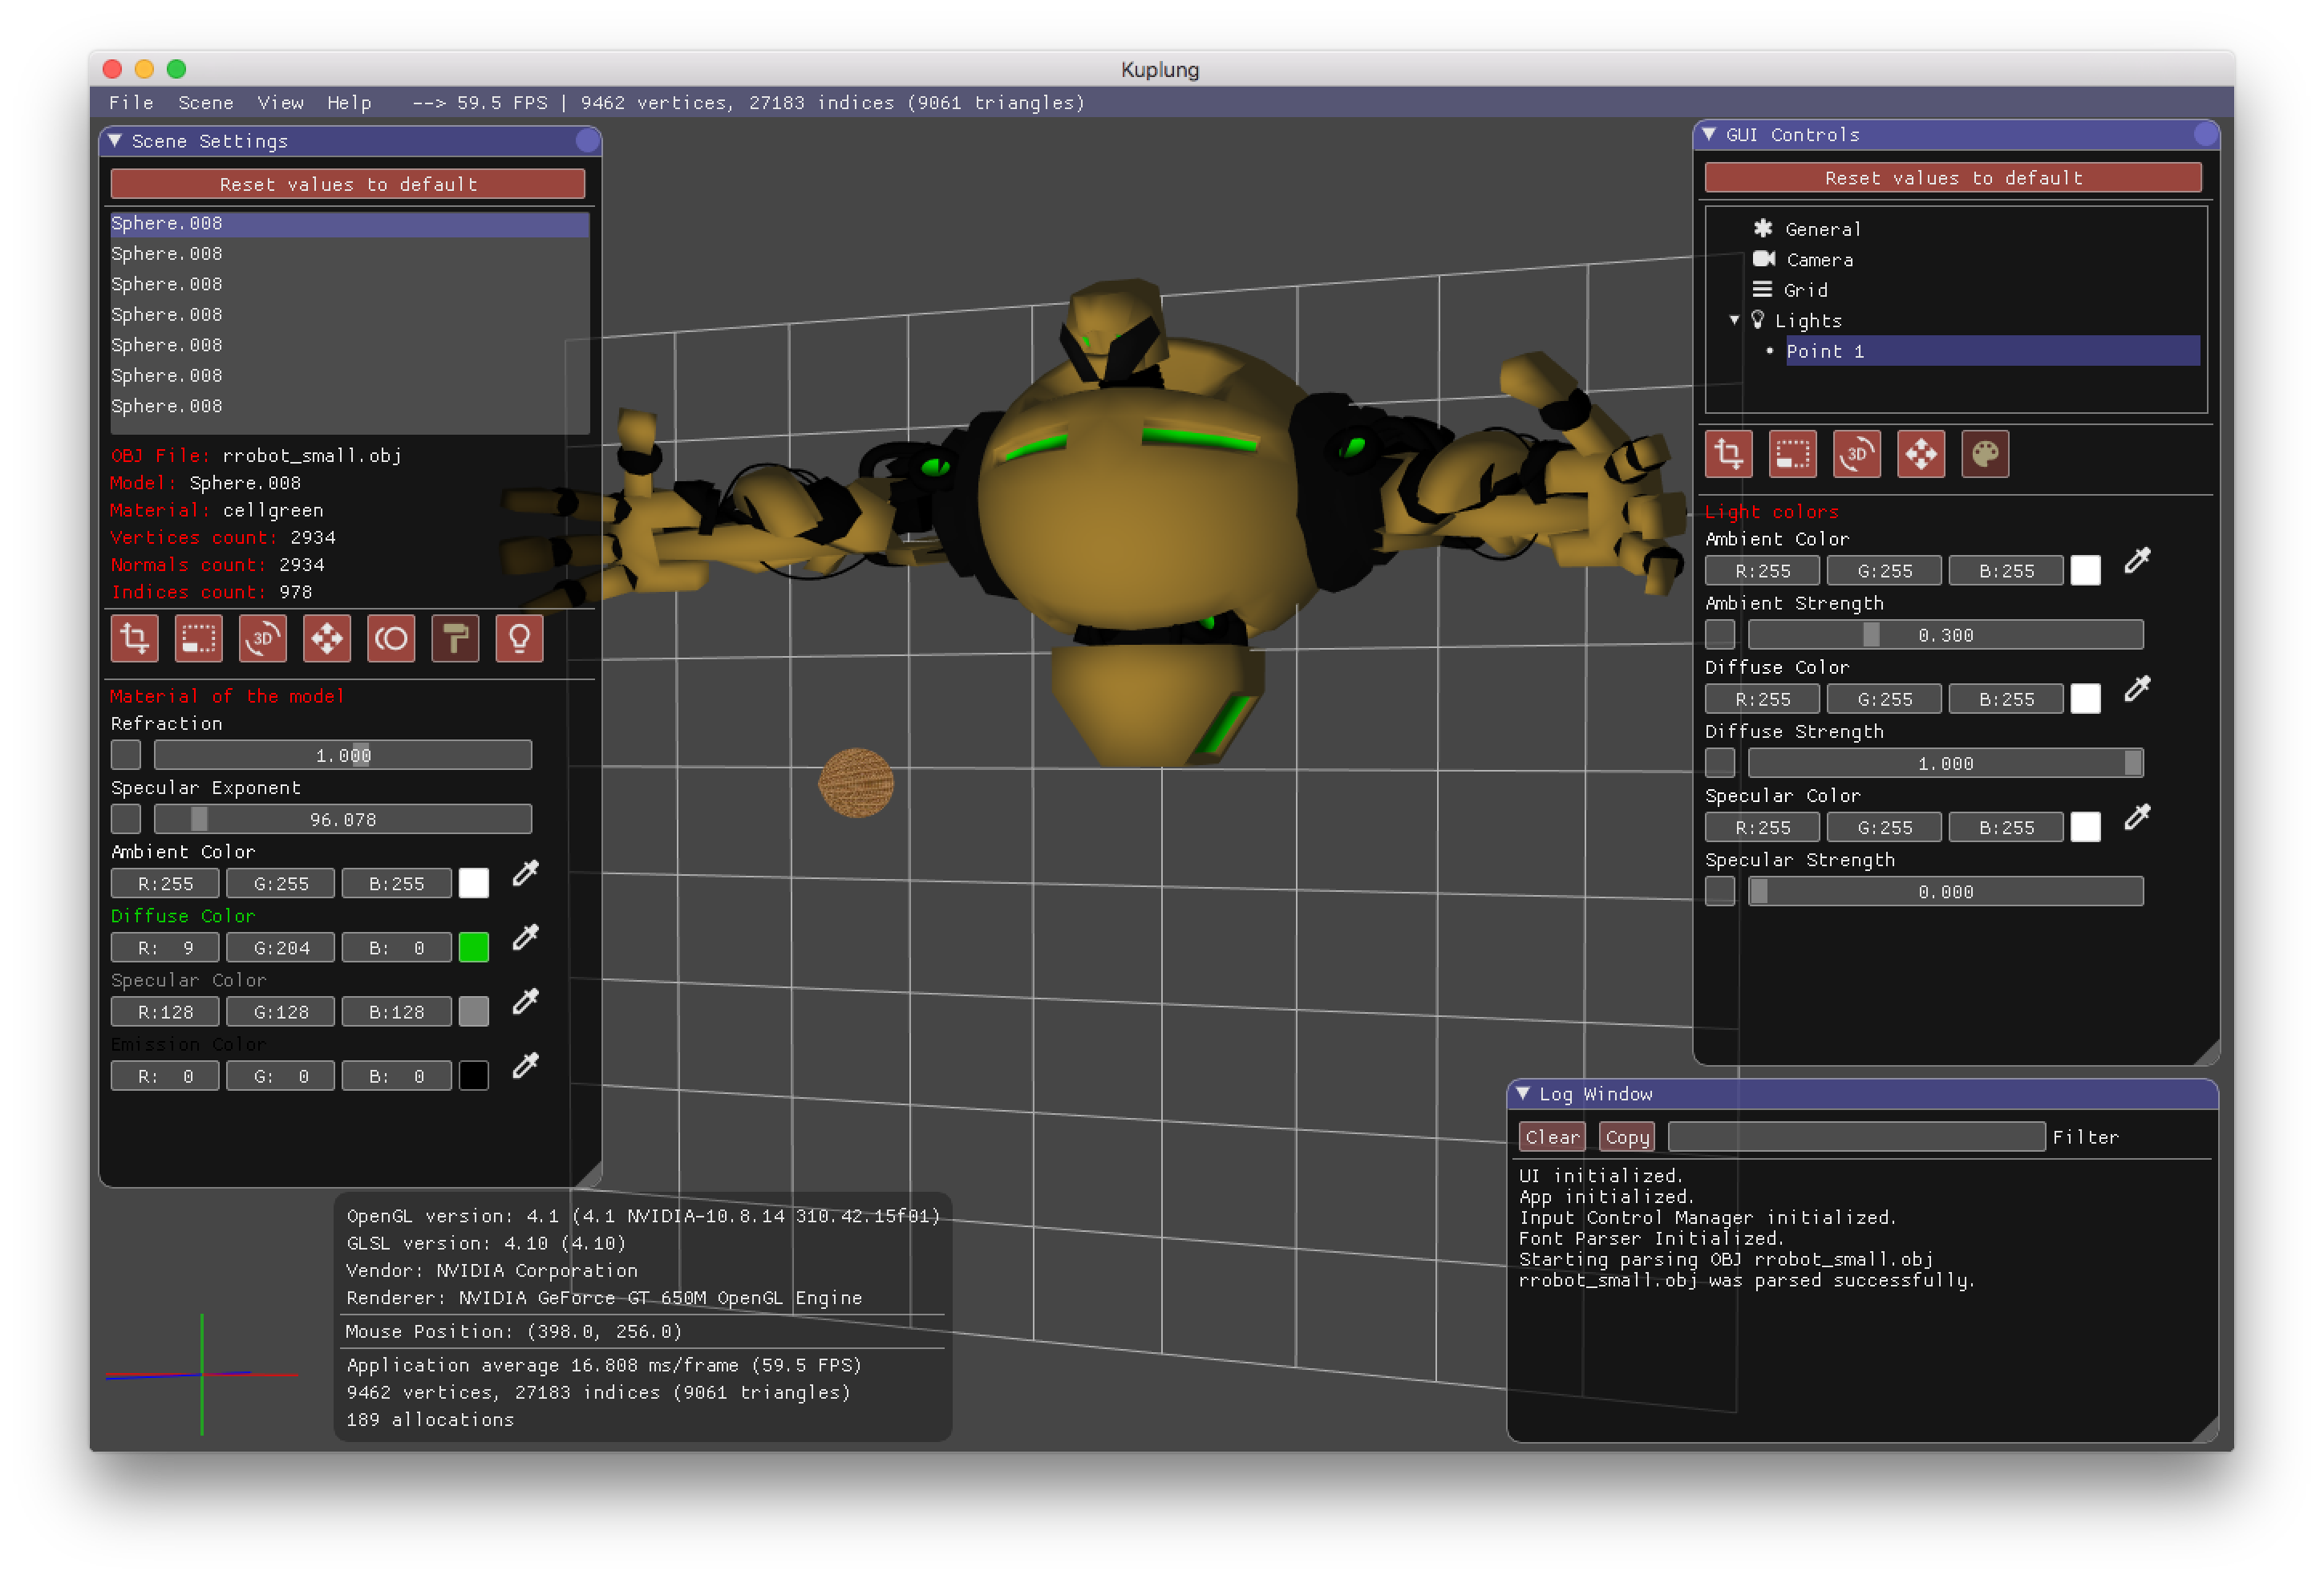 Kuplung
File Scene View Help --> 59.5 FPS | 9462 vertices, 27183 indices (9061 triangles)
Scene Settings
Reset values to default
Sphere.008
Sphere.008
Sphere.008
Sphere.008
Sphere.008
Sphere.008
Sphere.008
OBJ File: rrobot_small.obj
Model: Sphere.008
Material: cellgreen
Vertices count: 2934
Normals count: 2934
Indices count: 978
3D
Material of the model
Refraction
1.000
Specular Exponent
96.078
Ambient Color
R:255 G:255 B:255
Diffuse Color
R: 9 G:204 B: 0
Specular Color
R:128 G:128 B:128
Emission Color
R: 0 G: 0 B: 0
GUI Controls
Reset values to default
General
Camera
Grid
Lights
Point 1
3D
Light colors
Ambient Color
R:255 G:255 B:255
Ambient Strength
0.300
Diffuse Color
R:255 G:255 B:255
Diffuse Strength
1.000
Specular Color
R:255 G:255 B:255
Specular Strength
0.000
OpenGL version: 4.1 (4.1 NVIDIA-10.8.14 310.42.15f01)
GLSL version: 4.10 (4.10)
Vendor: NVIDIA Corporation
Renderer: NVIDIA GeForce GT 650M OpenGL Engine
Mouse Position: (398.0, 256.0)
Application average 16.808 ms/frame (59.5 FPS)
9462 vertices, 27183 indices (9061 triangles)
189 allocations
Log Window
Clear Copy Filter
UI initialized.
App initialized.
Input Control Manager initialized.
Font Parser Initialized.
Starting parsing OBJ rrobot_small.obj
rrobot_small.obj was parsed successfully.